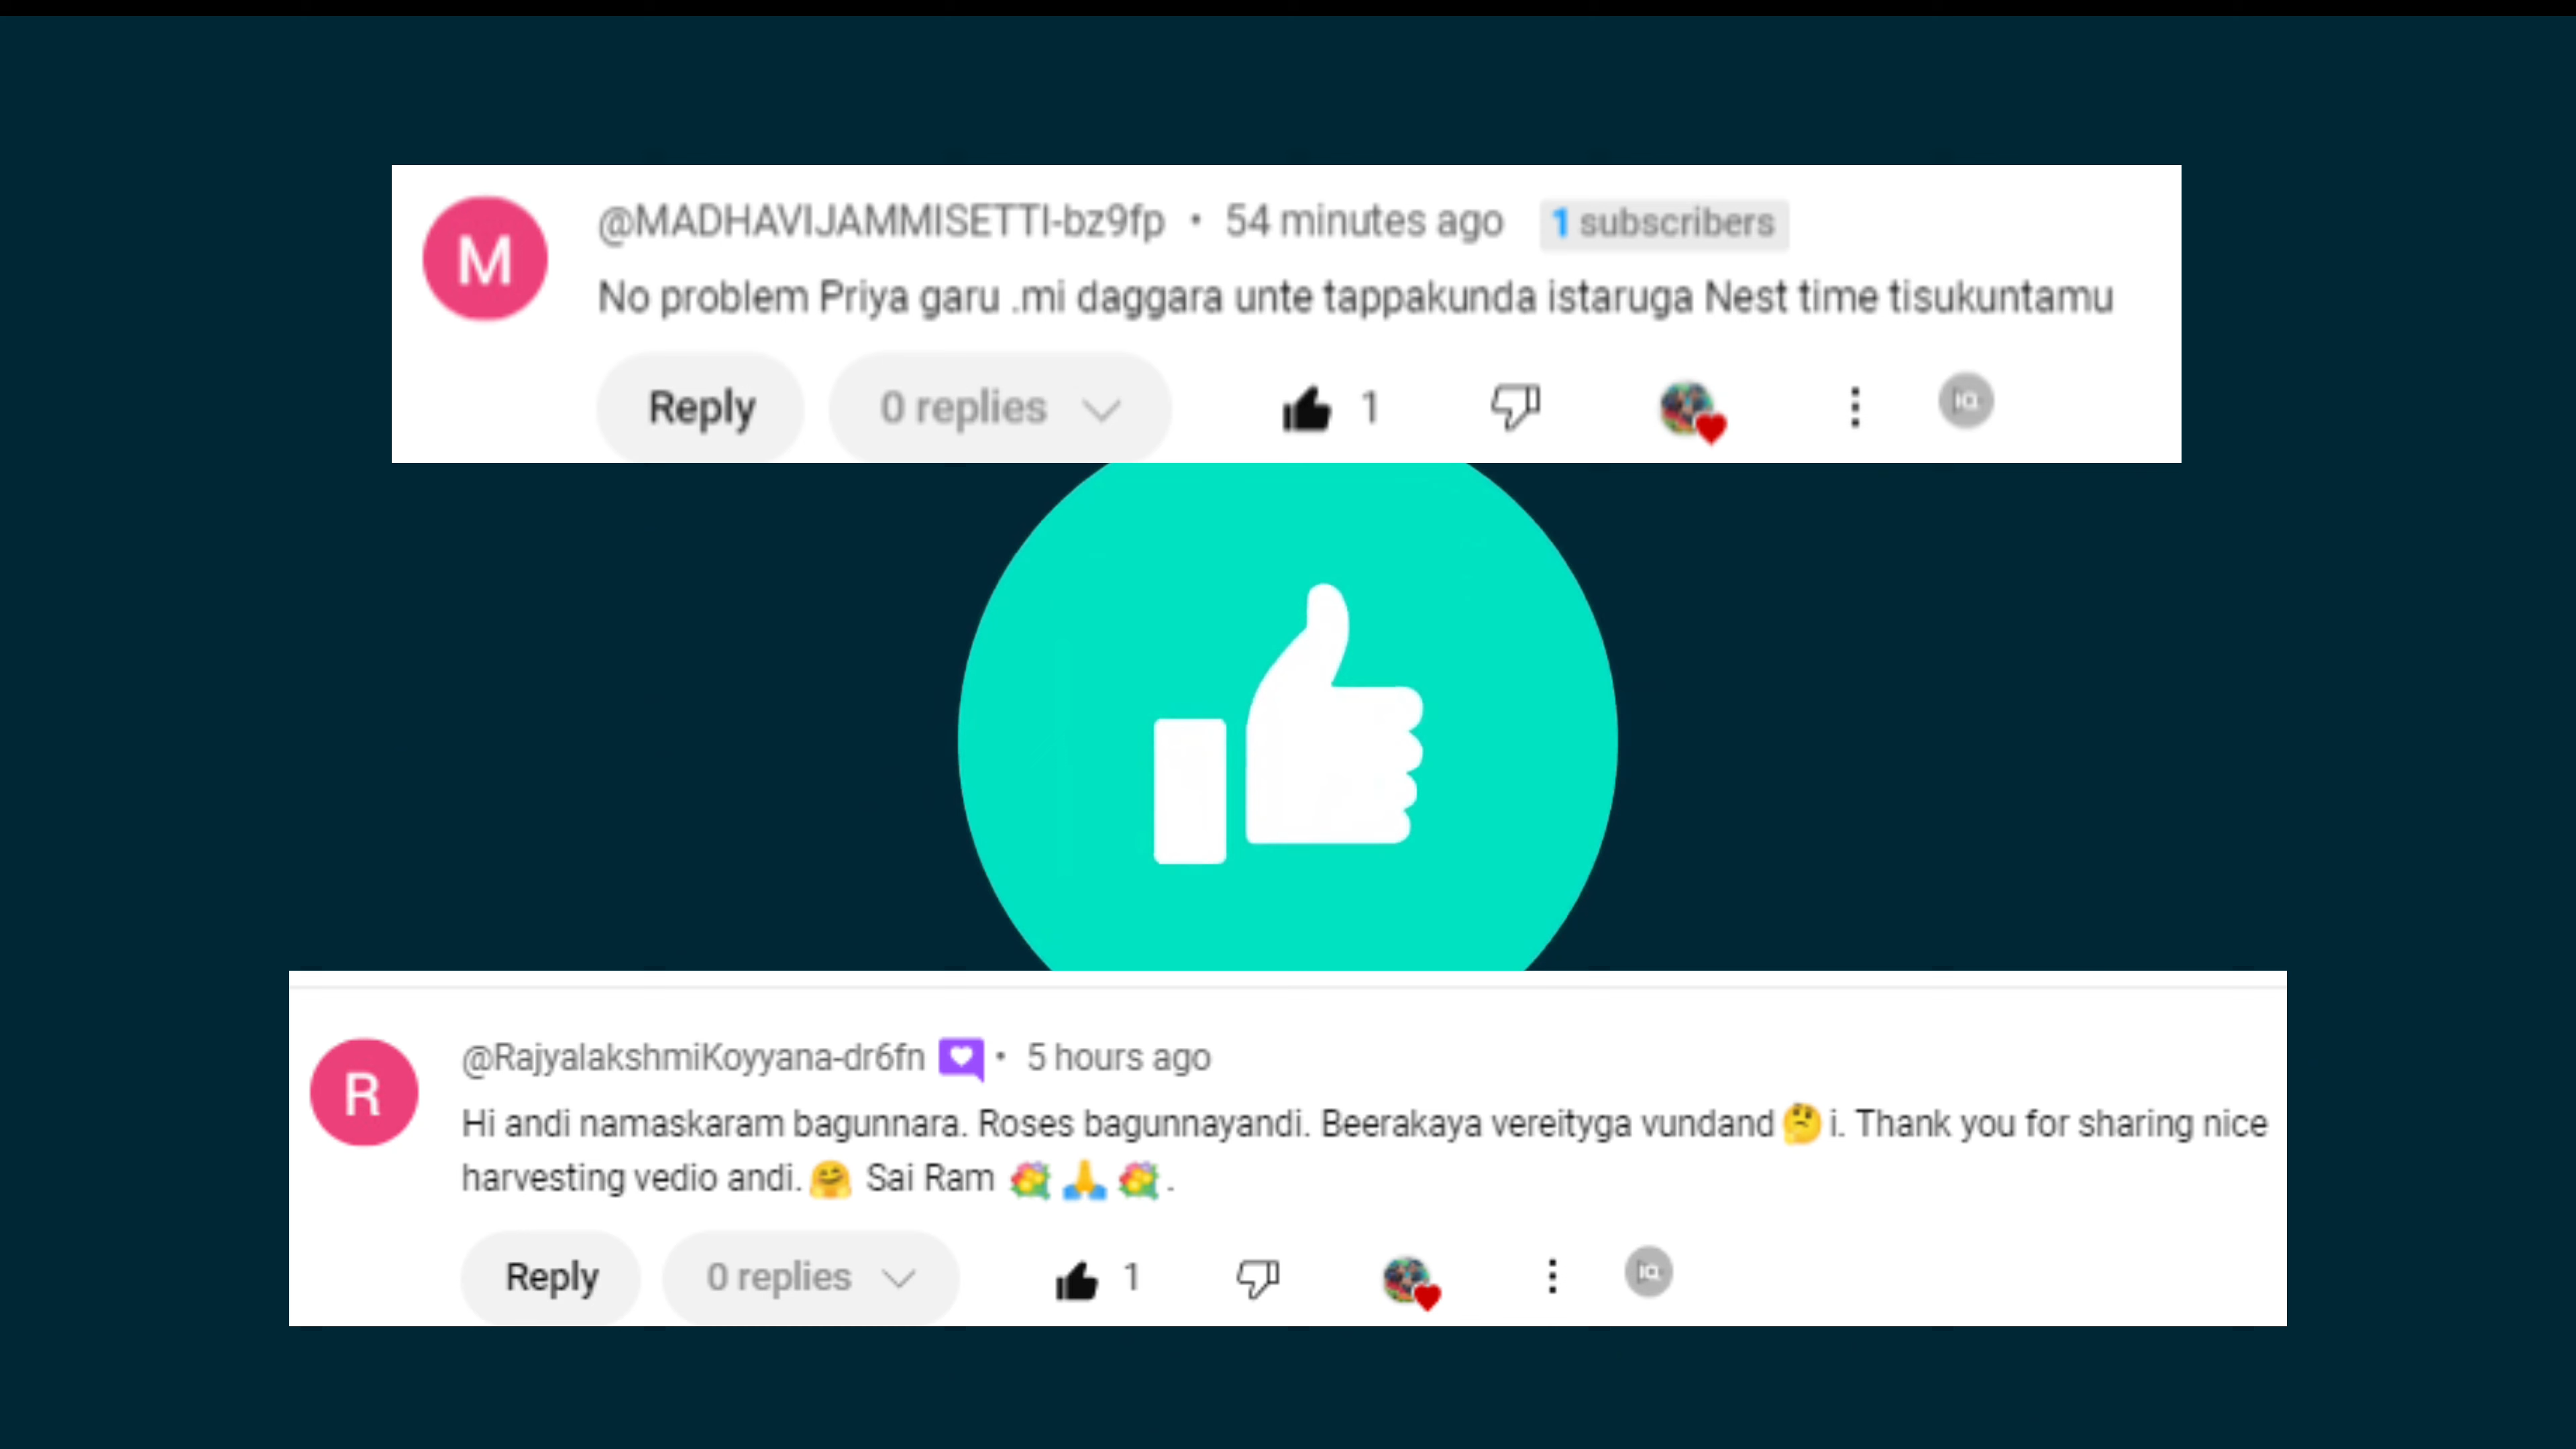 M
@MADHAVIJAMMISETTI-bz9fp • 54 minutes ago 1 subscribers
No problem Priya garu .mi daggara unte tappakunda istaruga Nest time tisukuntamu
Reply 0 replies 1
R
@RajyalakshmiKoyyana-dr6fn • 5 hours ago
Hi andi namaskaram bagunnara. Roses bagunnayandi. Beerakaya vereityga vundand🤔i. Thank you for sharing nice
harvesting vedio andi.🤗 Sai Ram 💐🙏💐.
Reply 0 replies 1